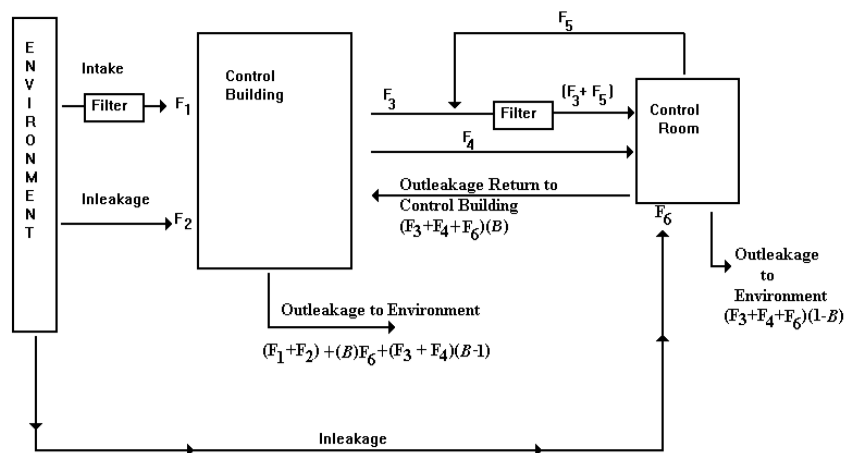 ENVIRONMENT
Intake
Filter
F1
Inleakage
F2
Control
Building
F3
F5
Filter
(F3+ F5)
F4
Control
Room
Outleakage Return to
Control Building
(F3+F4+F6)(B)
F6
Outleakage
to
Environment
(F3+F4+F6)(1-B)
Outleakage to Environment
(F1+F2) +(B)F6+(F3 + F4)(B-1)
Inleakage